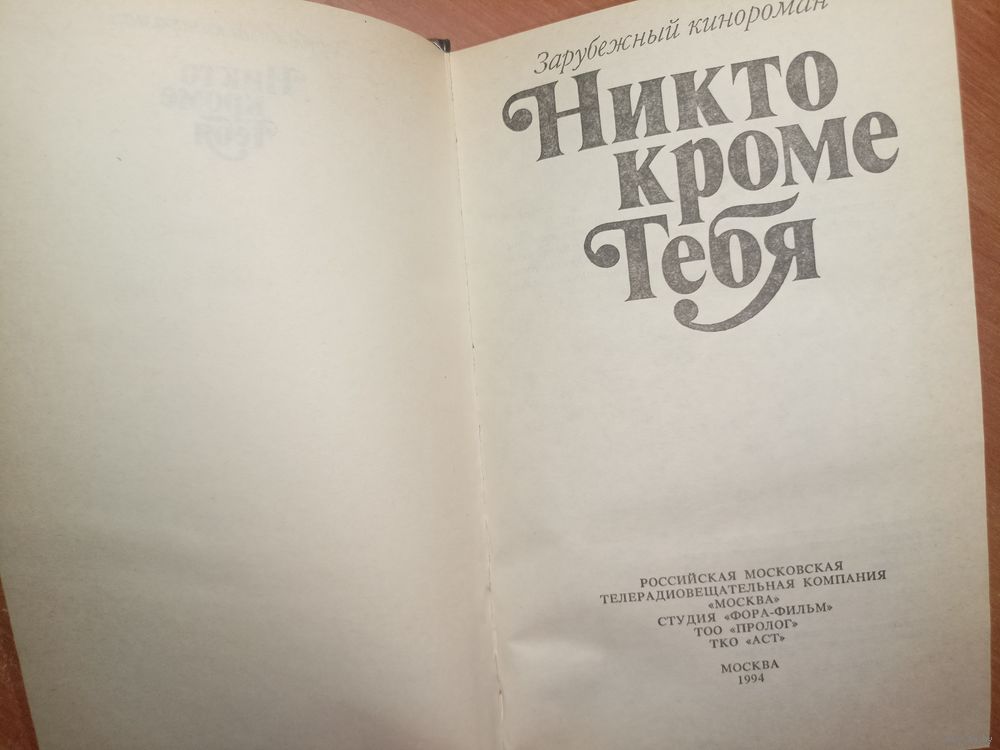 Зарубежный кинороман
Никто
кроме
Тебя
РОССИЙСКАЯ МОСКОВСКАЯ
ТЕЛЕРАДИОВЕЩАТЕЛЬНАЯ КОМПАНИЯ
«МОСКВА»
СТУДИЯ «ФОРА-ФИЛЬМ»
ТОО «ПРОЛОГ»
ТКО «АСТ»
МОСКВА
1994